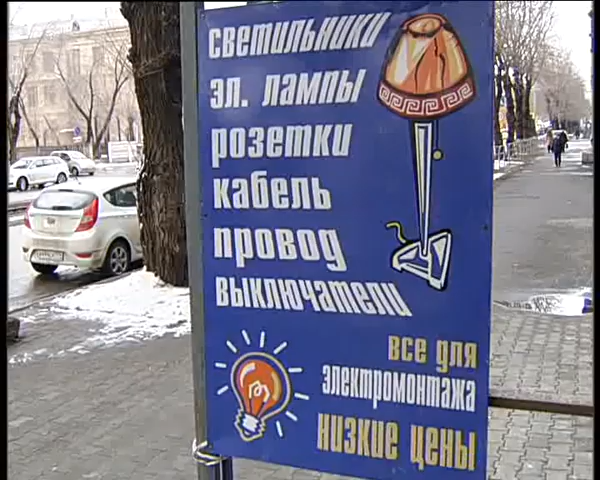 светильники
эл. лампы
розетки
кабель
провод
выключатели
все для
электромонтажа
низкие цены